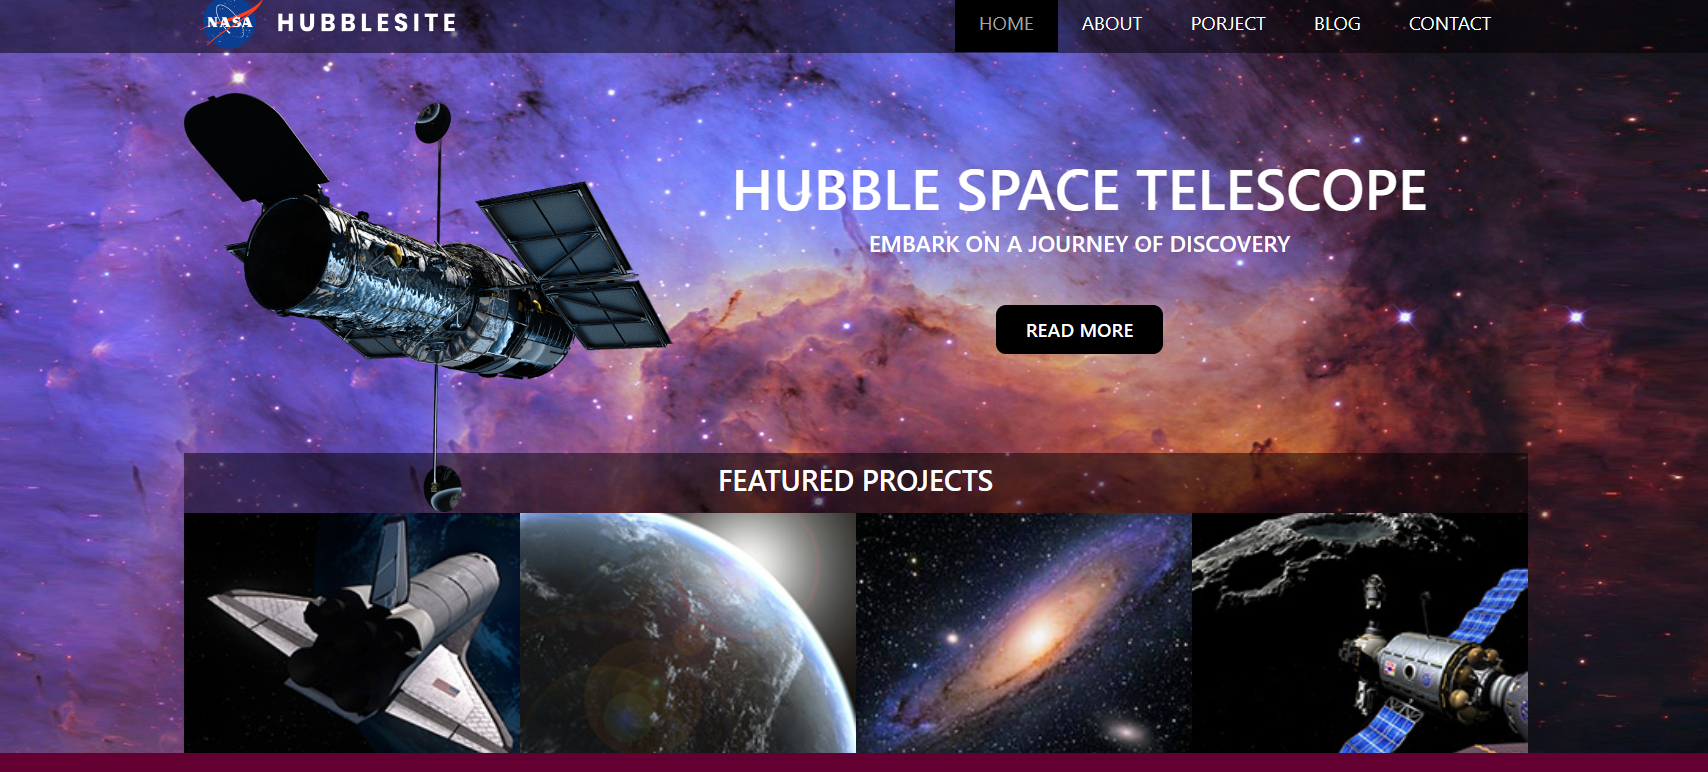 NASA
HUBBLESITE
HOME ABOUT PORJECT BLOG CONTACT
HUBBLE SPACE TELESCOPE
EMBARK ON A JOURNEY OF DISCOVERY
READ MORE
FEATURED PROJECTS